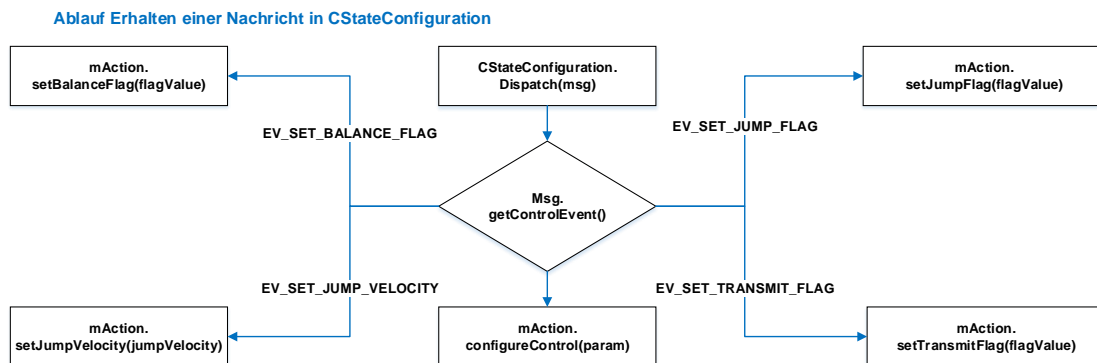 Ablauf Erhalten einer Nachricht in CStateConfiguration
mAction.
setBalanceFlag(flagValue)
CStateConfiguration.
Dispatch(msg)
mAction.
setJumpFlag(flagValue)
EV_SET_BALANCE_FLAG
EV_SET_JUMP_FLAG
Msg.
getControlEvent()
EV_SET_JUMP_VELOCITY
EV_SET_TRANSMIT_FLAG
mAction.
setJumpVelocity(jumpVelocity)
mAction.
configureControl(param)
mAction.
setTransmitFlag(flagValue)